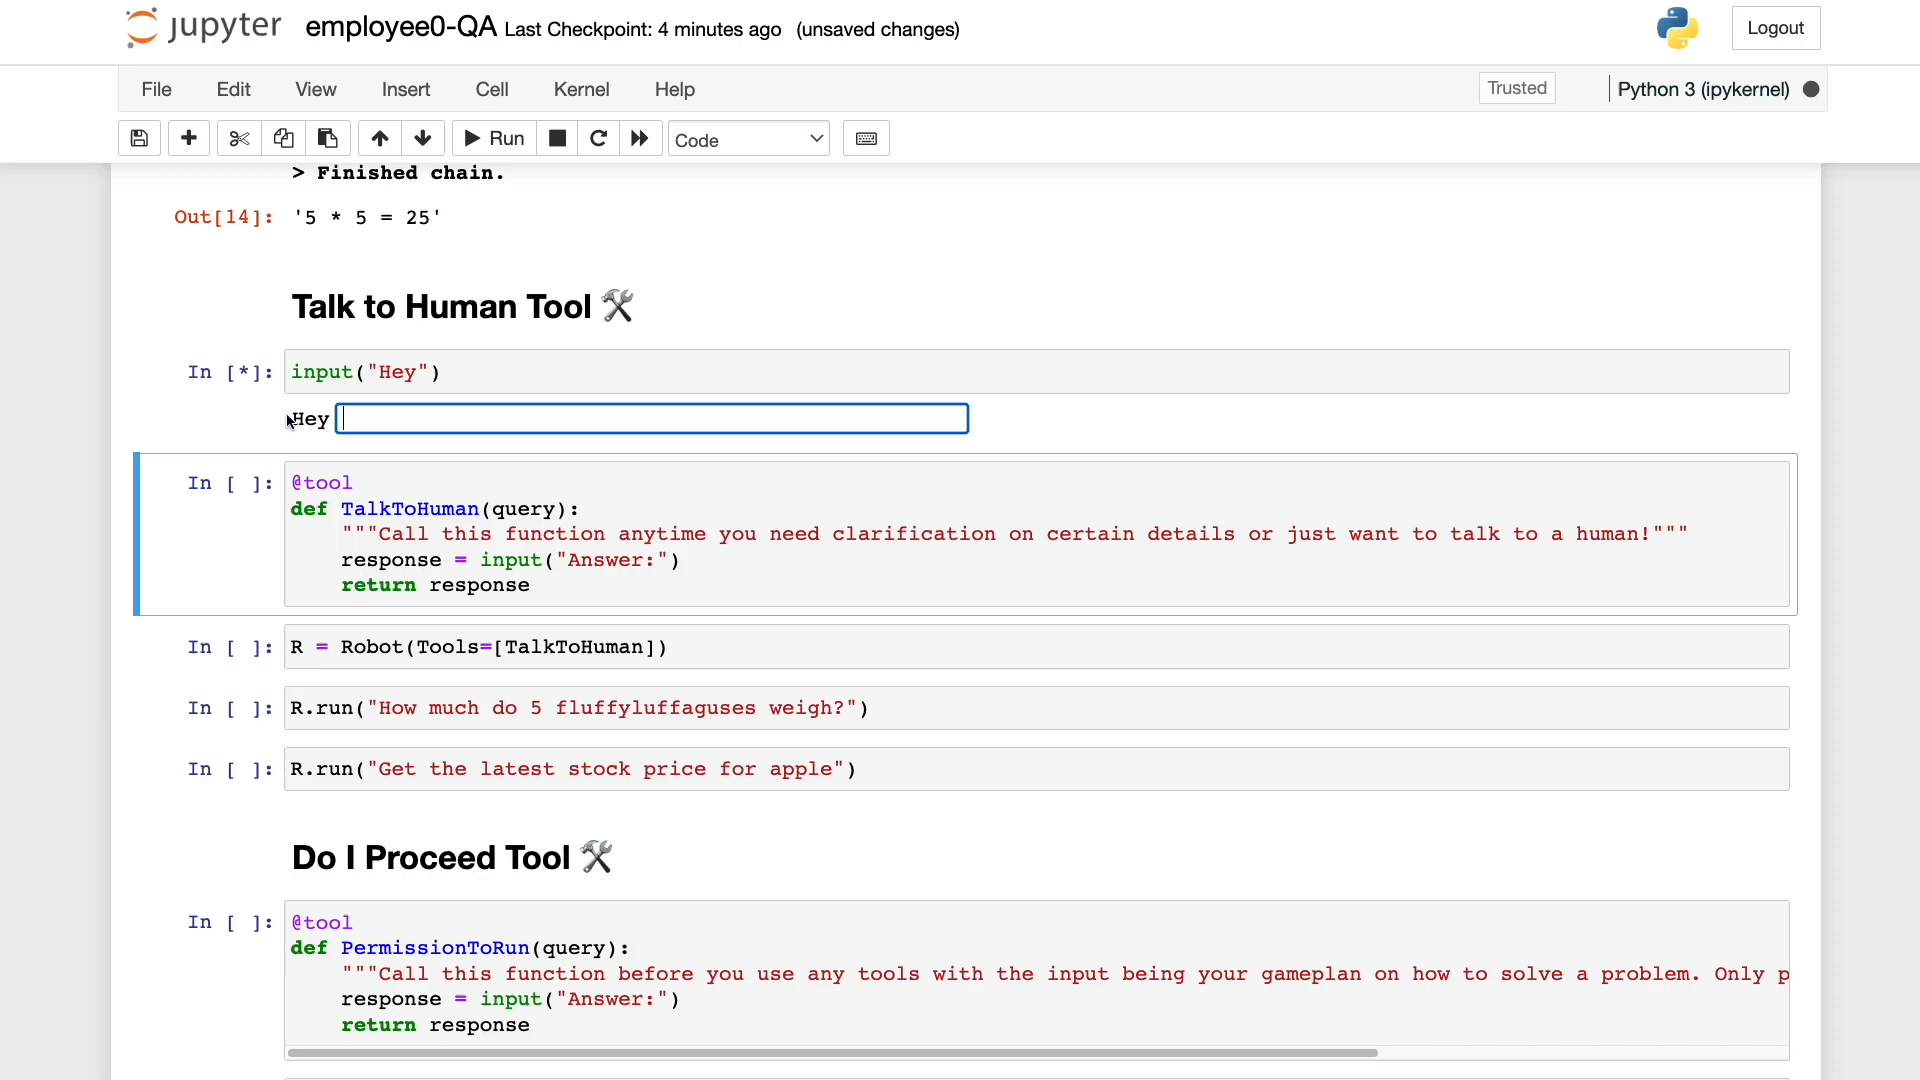 jupyter employee0-QA Last Checkpoint: 4 minutes ago (unsaved changes)
Logout
File Edit View Insert Cell Kernel Help
Trusted
Python 3 (ipykernel)
Run
Code
> Finished chain.
Out[14]: '5 * 5 = 25'
Talk to Human Tool 🛠️
In [*]: input("Hey")
Hey
In [ ]: @tool
def TalkToHuman(query):
"""Call this function anytime you need clarification on certain details or just want to talk to a human!"""
response = input("Answer:")
return response
In [ ]: R = Robot(Tools=[TalkToHuman])
In [ ]: R.run("How much do 5 fluffyluffaguses weigh?")
In [ ]: R.run("Get the latest stock price for apple")
Do I Proceed Tool 🛠️
In [ ]: @tool
def PermissionToRun(query):
"""Call this function before you use any tools with the input being your gameplan on how to solve a problem. Only p
response = input("Answer:")
return response